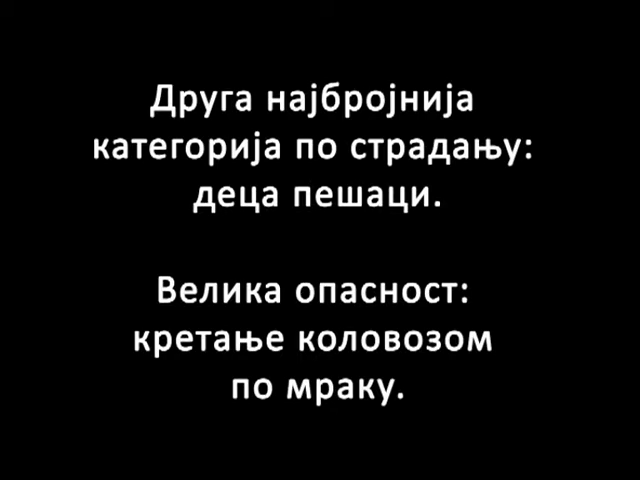 Друга најбројнија
категорија по страдању:
деца пешаци.
Велика опасност:
кретање коловозом
по мраку.